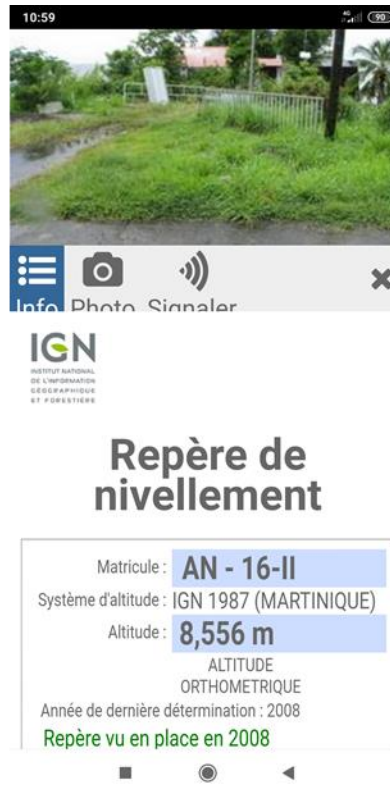 10:59
4G
90
Info Photo Signaler
IGN
INSTITUT NATIONAL
DE L'INFORMATION
GÉOGRAPHIQUE
ET FORESTIÈRE
Repère de
nivellement
Matricule : AN - 16-II
Système d'altitude : IGN 1987 (MARTINIQUE)
Altitude : 8,556 m
ALTITUDE
ORTHOMETRIQUE
Année de dernière détermination : 2008
Repère vu en place en 2008